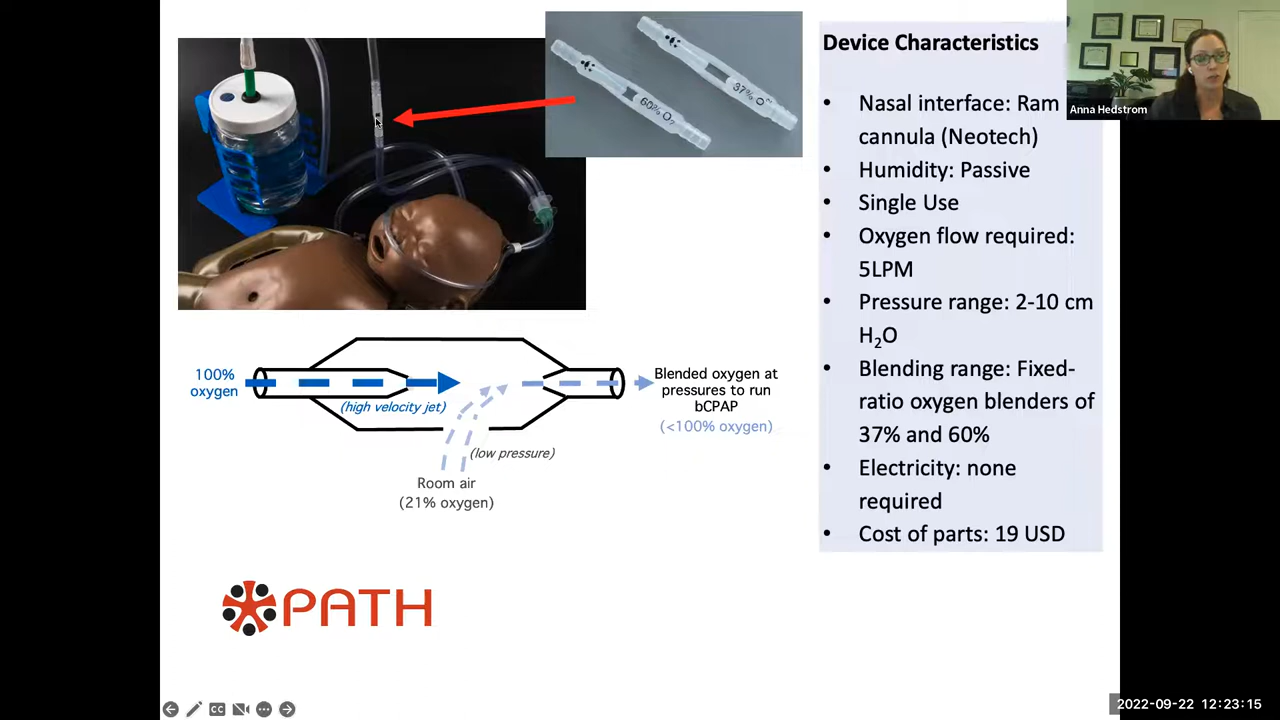 60% O2
37% O2
Device Characteristics
• Nasal interface: Ram
cannula (Neotech)
• Humidity: Passive
• Single Use
• Oxygen flow required:
5LPM
• Pressure range: 2-10 cm
H2O
• Blending range: Fixed-
ratio oxygen blenders of
37% and 60%
• Electricity: none
required
• Cost of parts: 19 USD
Anna Hedstrom
100%
oxygen
(high velocity jet)
(low pressure)
Room air
(21% oxygen)
Blended oxygen at
pressures to run
bCPAP
(<100% oxygen)
PATH
CC
2022-09-22 12:23:15